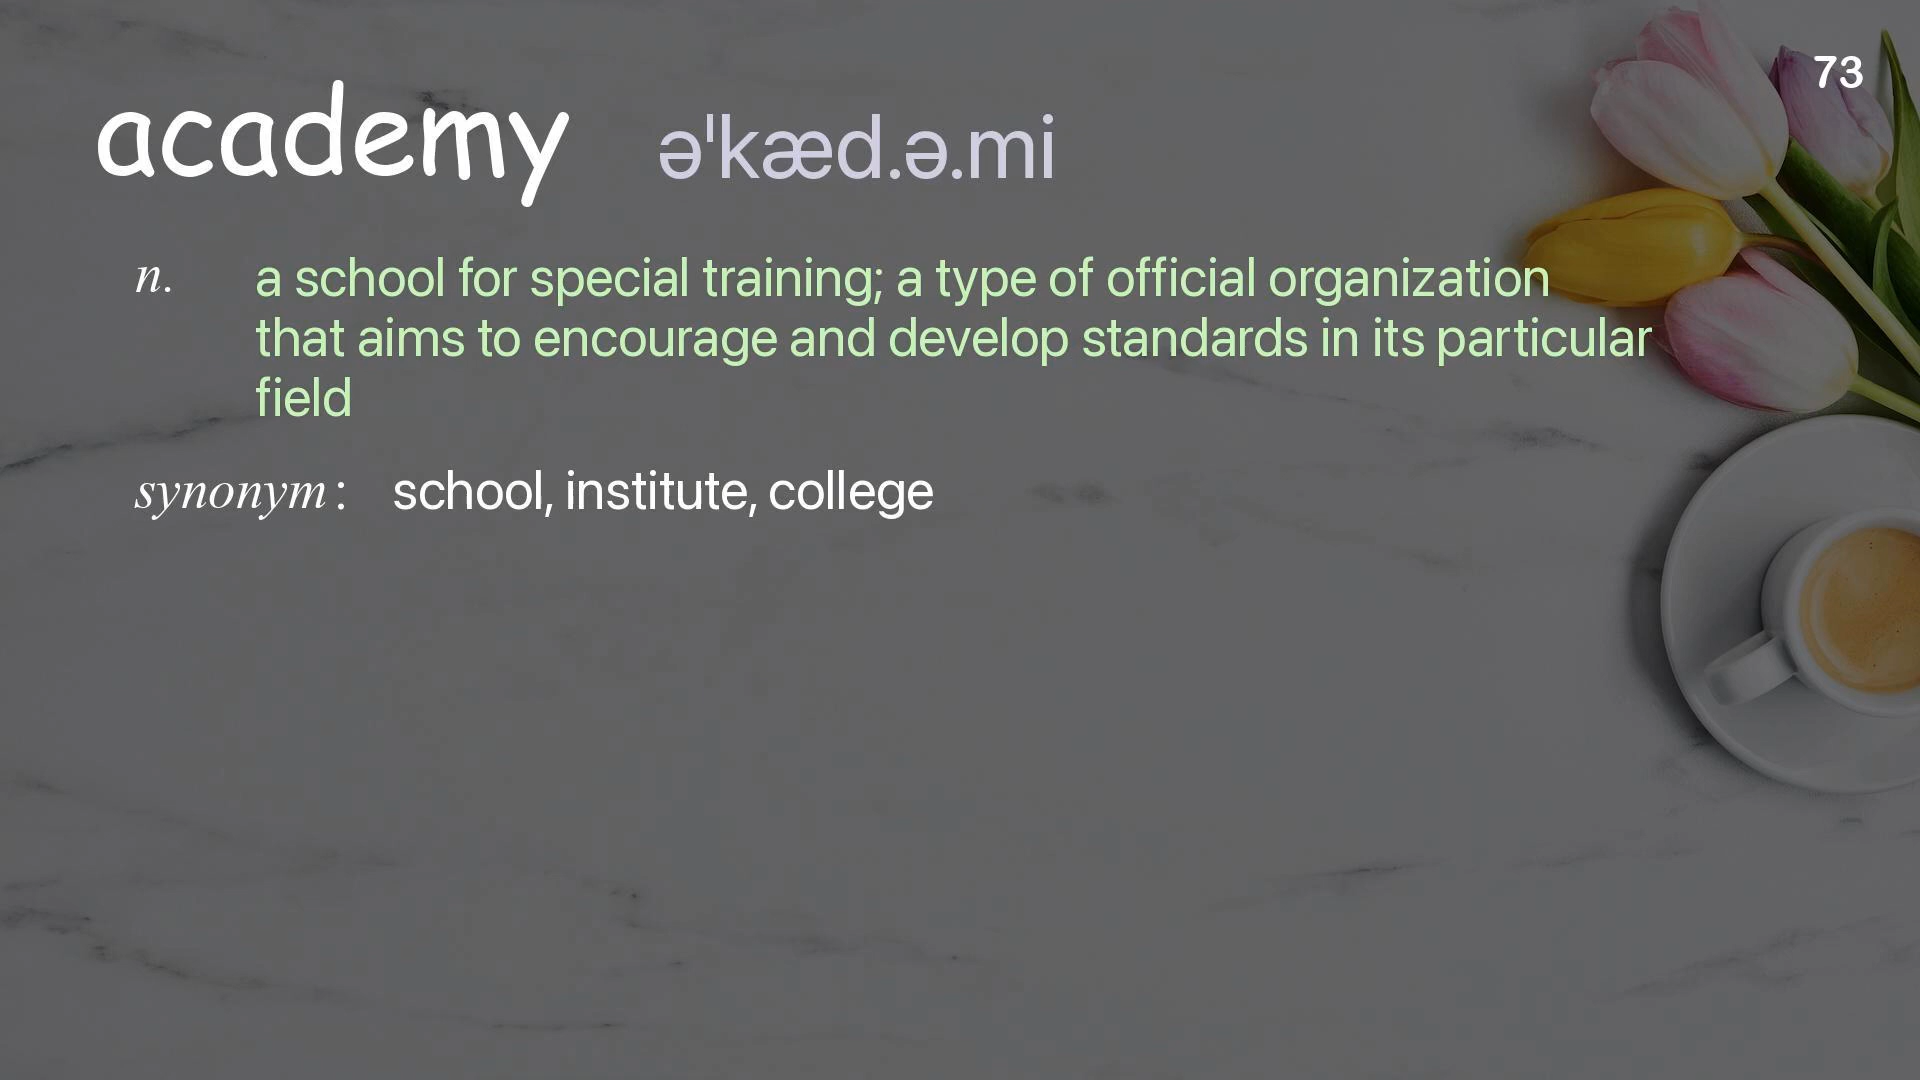 73
academy əˈkæd.ə.mi
n. a school for special training; a type of official organization
that aims to encourage and develop standards in its particular
field
synonym: school, institute, college